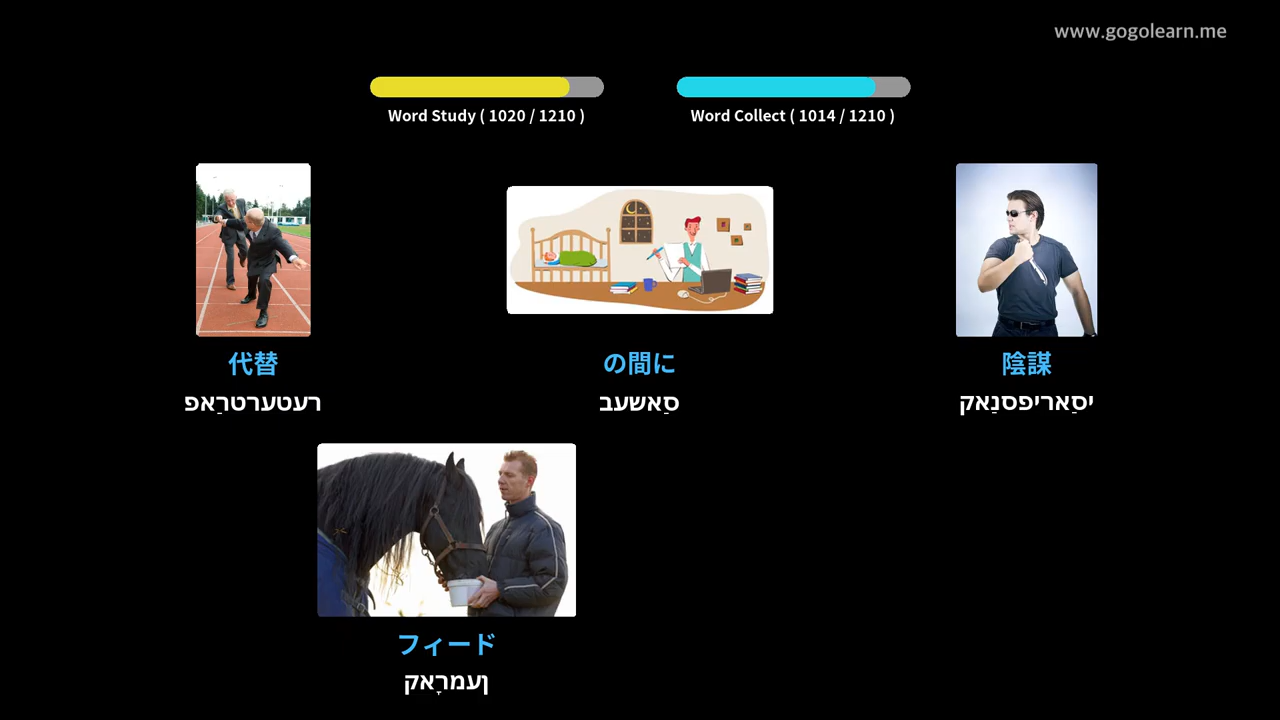 www.gogolearn.me
Word Study ( 1020 / 1210 )
Word Collect ( 1014 / 1210 )
代替
の間に
陰謀
רעטערטרַאפ
סַאשעב
יסַאריפסנַאק
フィード
ןעמרָאק